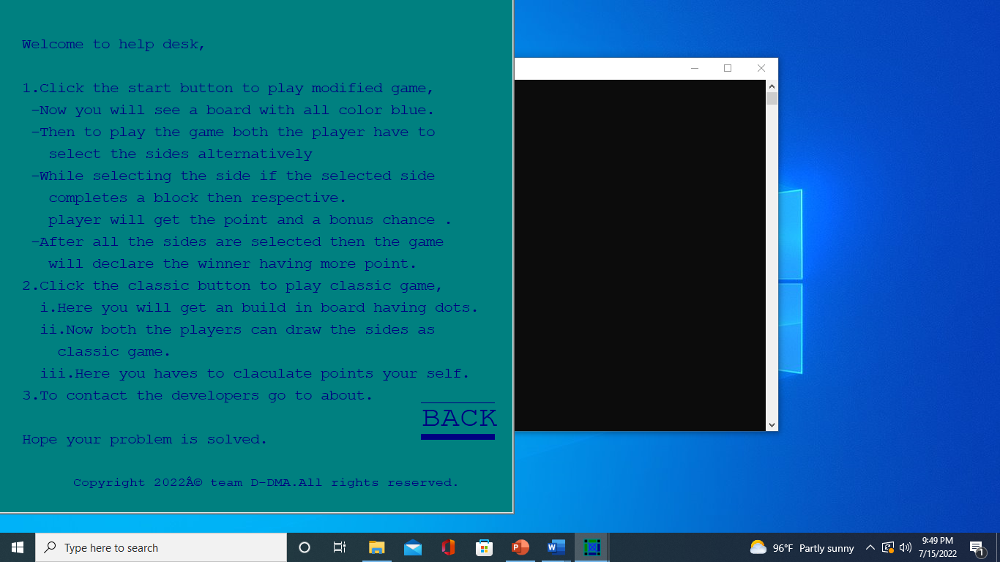 Welcome to help desk,
1.Click the start button to play modified game,
-Now you will see a board with all color blue.
-Then to play the game both the player have to
select the sides alternatively
-While selecting the side if the selected side
completes a block then respective.
player will get the point and a bonus chance .
-After all the sides are selected then the game
will declare the winner having more point.
2.Click the classic button to play classic game,
i.Here you will get an build in board having dots.
ii.Now both the players can draw the sides as
classic game.
iii.Here you haves to claculate points your self.
3.To contact the developers go to about.
BACK
Hope your problem is solved.
Copyright 2022Â© team D-DMA.All rights reserved.
Type here to search
96°F Partly sunny
9:49 PM
7/15/2022
1